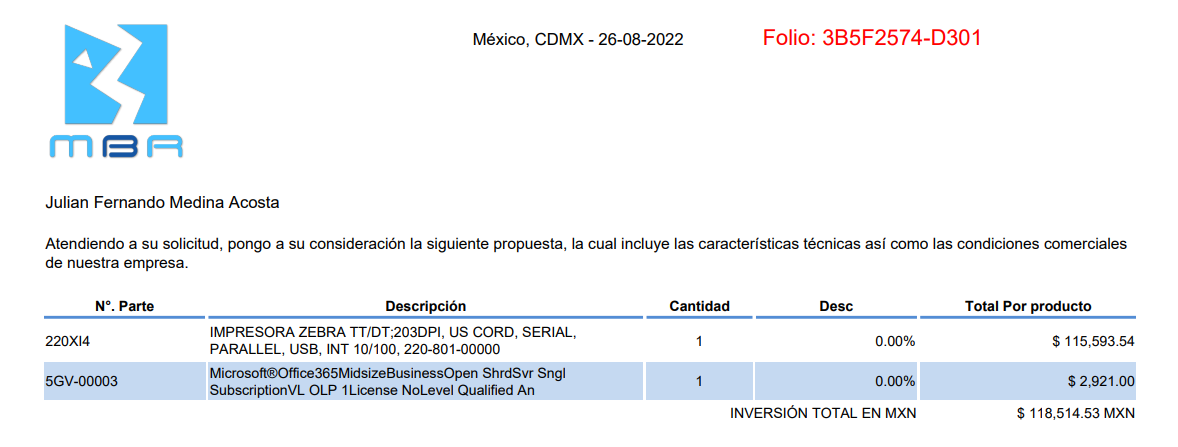 México, CDMX - 26-08-2022 Folio: 3B5F2574-D301
MBR
Julian Fernando Medina Acosta
Atendiendo a su solicitud, pongo a su consideración la siguiente propuesta, la cual incluye las características técnicas así como las condiciones comerciales
de nuestra empresa.
N°. Parte Descripción Cantidad Desc Total Por producto
220XI4 IMPRESORA ZEBRA TT/DT;203DPI, US CORD, SERIAL, 1 0.00% $ 115,593.54
PARALLEL, USB, INT 10/100, 220-801-00000
5GV-00003 Microsoft®Office365MidsizeBusinessOpen ShrdSvr Sngl 1 0.00% $ 2,921.00
SubscriptionVL OLP 1License NoLevel Qualified An
INVERSIÓN TOTAL EN MXN $ 118,514.53 MXN